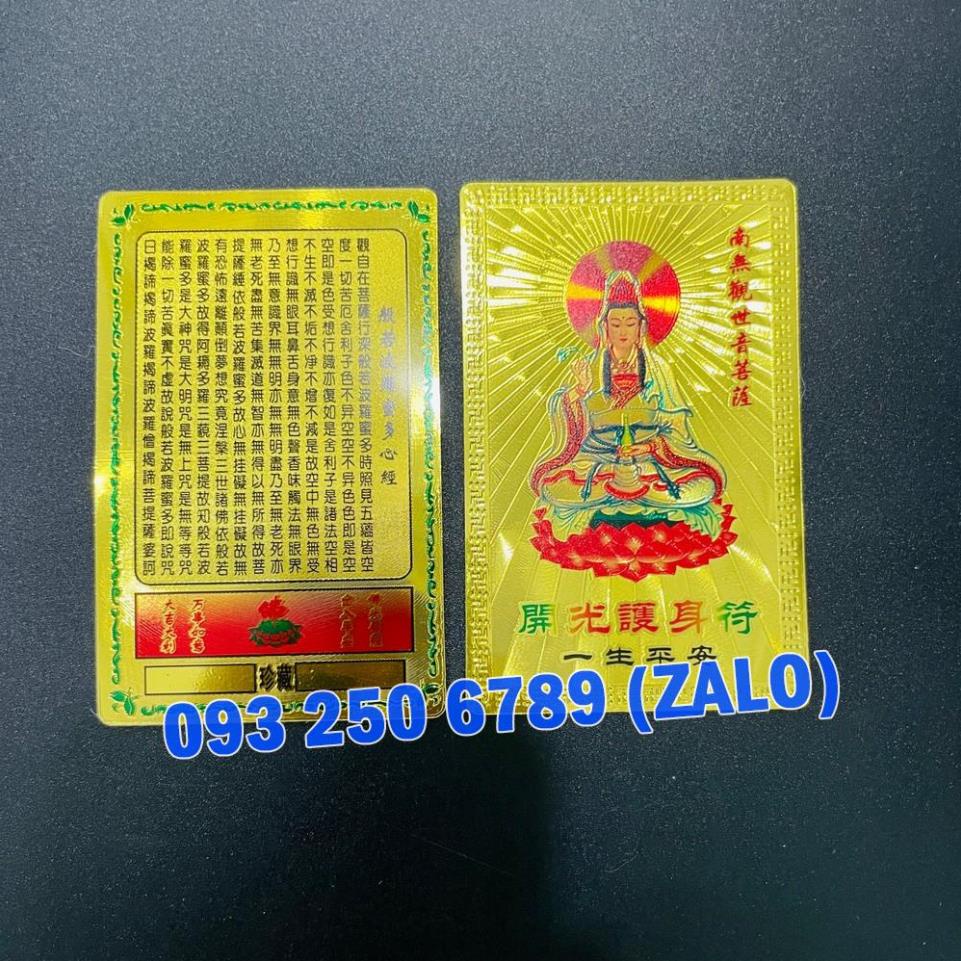 般若波羅蜜多心經
觀自在菩薩行深般若波羅蜜多時照見五蘊皆空
度一切苦厄舍利子色不异空空不异色色即是空
空即是色受想行識亦復如是舍利子是諸法空相
不生不滅不垢不净不增不減是故空中無色無受
想行識無眼耳鼻舌身意無色聲香味觸法無眼界
乃至無意識界無無明亦無無明盡乃至無老死亦
無老死盡無苦集滅道無智亦無得以無所得故菩
提薩埵依般若波羅蜜多故心無挂礙無挂礙故無
有恐怖遠離顛倒夢想究竟涅槃三世諸佛依般若
波羅蜜多故得阿耨多羅三藐三菩提故知般若波
羅蜜多是大神咒是大明咒是無上咒是無等等咒
能除一切苦真實不虛故說般若波羅蜜多即說咒
日揭諦揭諦波羅揭諦波羅僧揭諦菩提薩婆訶
万事如意
大吉大利
珍藏
南無觀世音菩薩
開光護身符
一生平安
093 250 6789 (ZALO)